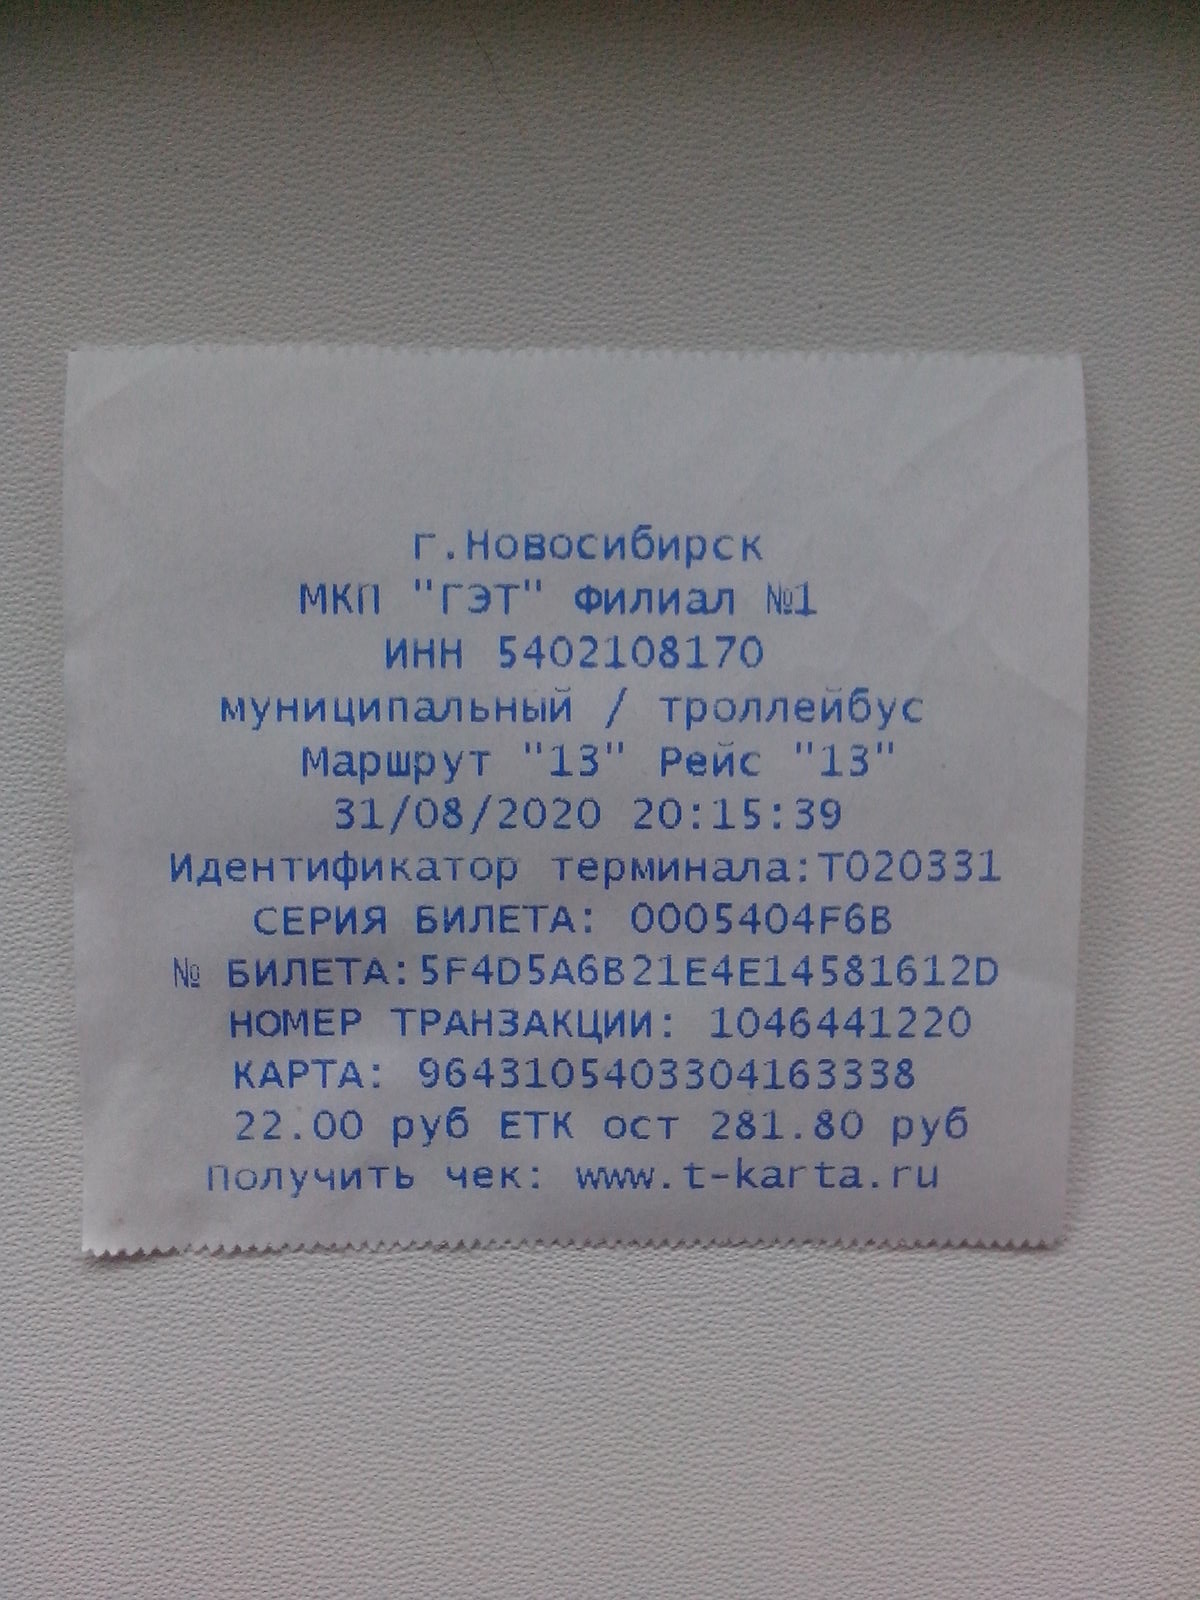 г.Новосибирск
МКП "ГЭТ" Филиал №1
ИНН 5402108170
муниципальный / троллейбус
Маршрут "13" Рейс "13"
31/08/2020 20:15:39
Идентификатор терминала:T020331
СЕРИЯ БИЛЕТА: 0005404F6B
№ БИЛЕТА:5F4D5A6B21E4E14581612D
НОМЕР ТРАНЗАКЦИИ: 1046441220
КАРТА: 9643105403304163338
22.00 руб ЕТК ост 281.80 руб
Получить чек: www.t-karta.ru